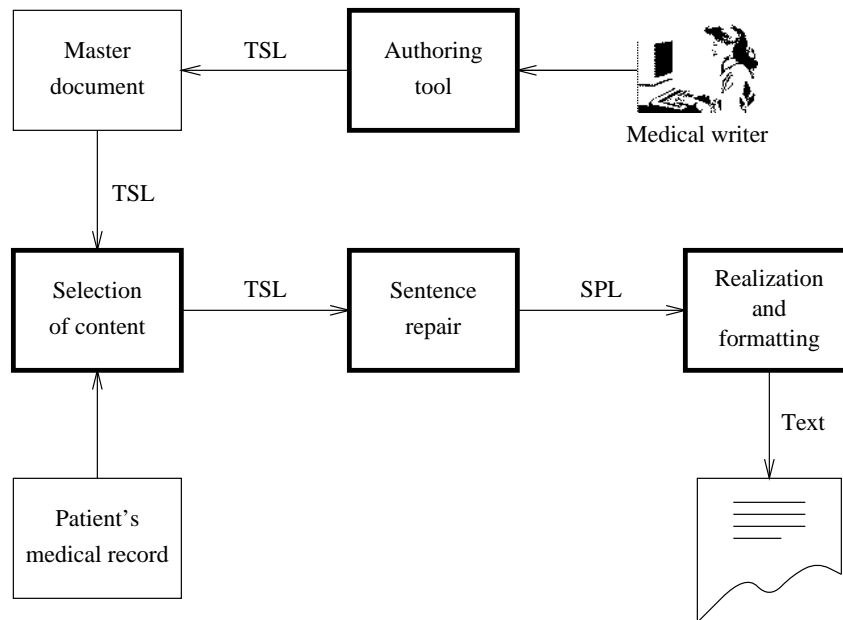 Master
document
TSL
Authoring
tool
Medical writer
TSL
Selection
of content
TSL
Sentence
repair
SPL
Realization
and
formatting
Text
Patient's
medical record